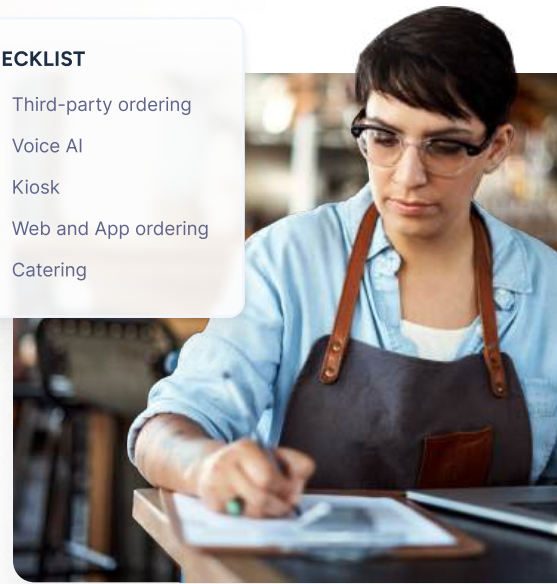 ECKLIST
Third-party ordering
Voice AI
Kiosk
Web and App ordering
Catering